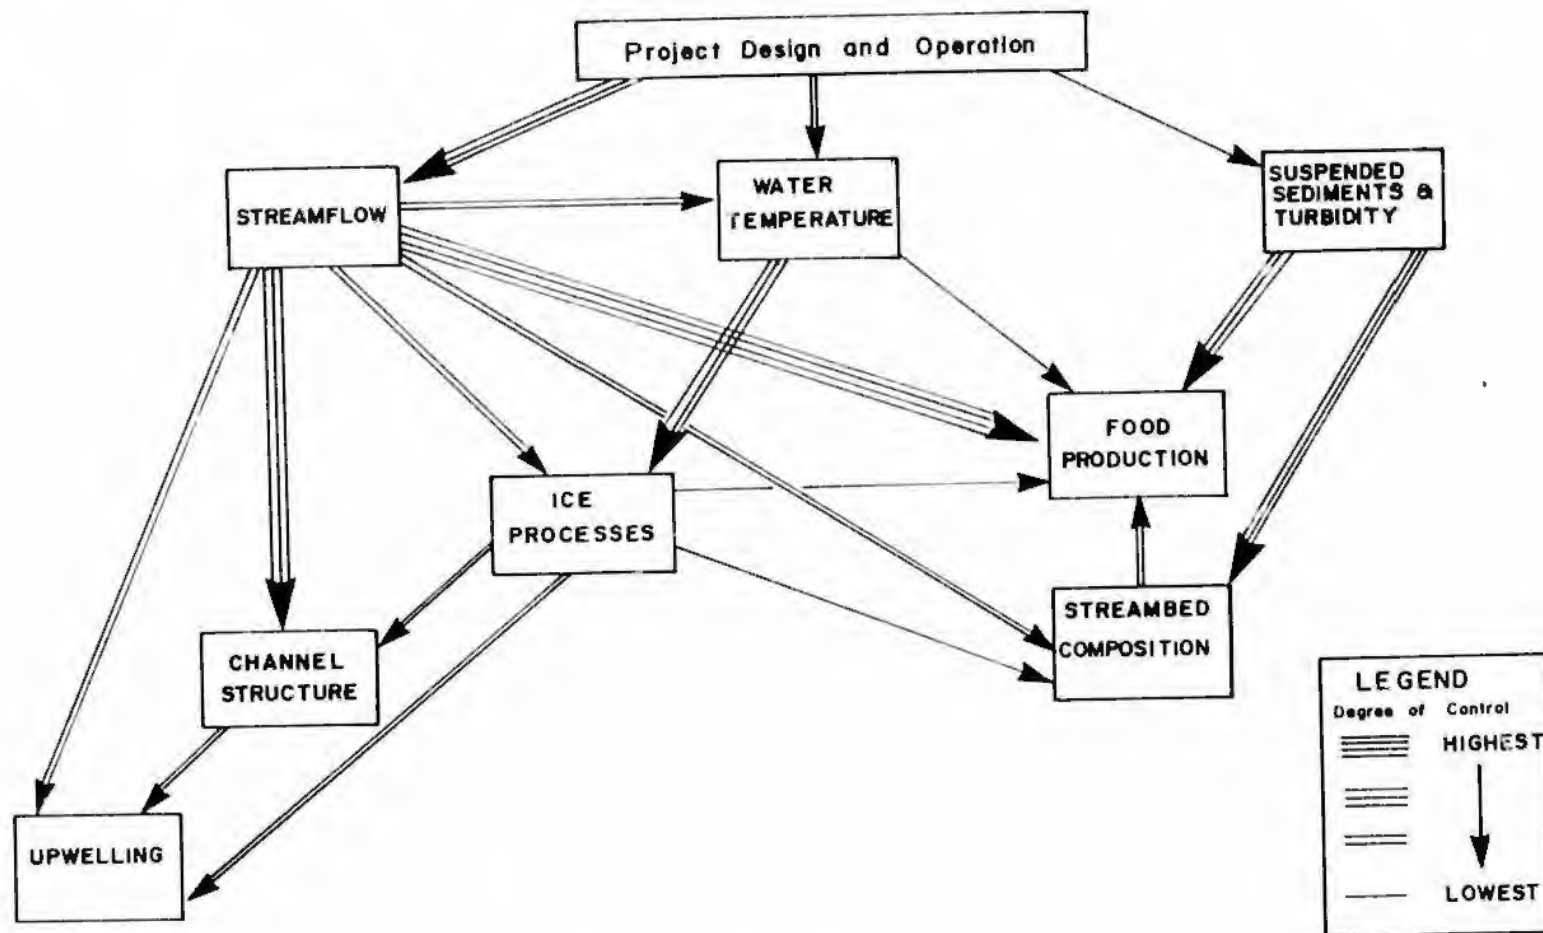 Project Design and Operation
STREAMFLOW
WATER
TEMPERATURE
SUSPENDED
SEDIMENTS &
TURBIDITY
FOOD
PRODUCTION
ICE
PROCESSES
STREAMBED
COMPOSITION
CHANNEL
STRUCTURE
UPWELLING
LEGEND
Degree of Control
HIGHEST
LOWEST